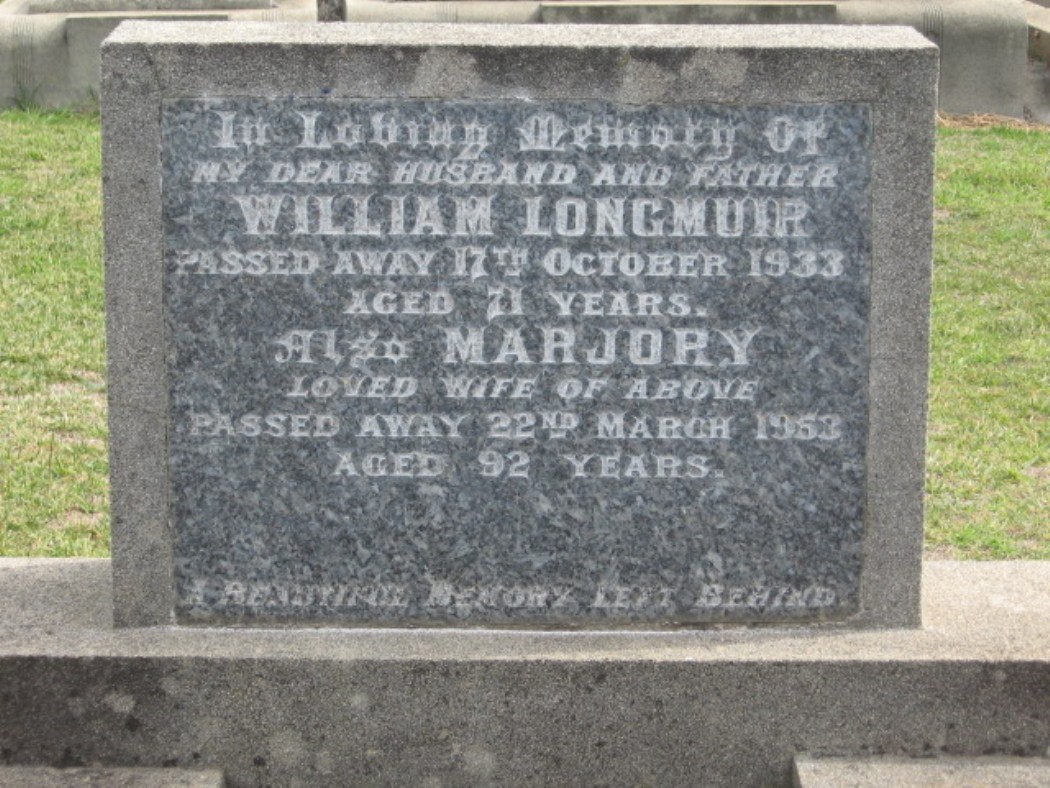 In Loving Memory Of
MY DEAR HUSBAND AND FATHER
WILLIAM LONGMUIR
PASSED AWAY 17TH OCTOBER 1933
AGED 71 YEARS.
Also MARJORY
LOVED WIFE OF ABOVE
PASSED AWAY 22ND MARCH 1953
AGED 92 YEARS.
A BEAUTIFUL MEMORY LEFT BEHIND